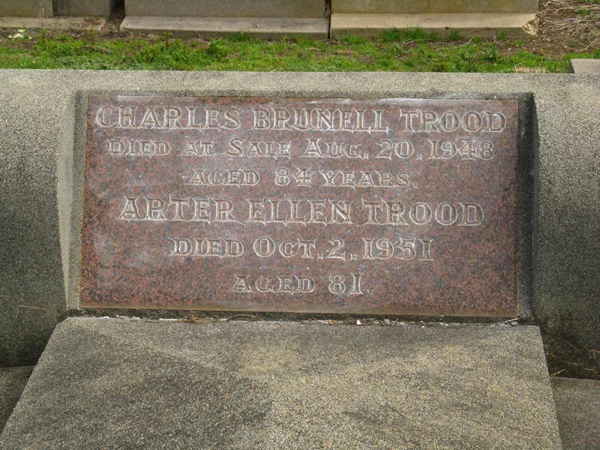 CHARLES BRUNELL TROOD
DIED AT SALE AUG. 20, 1948
AGED 84 YEARS.
ARTER ELLEN TROOD
DIED OCT. 2, 1951
AGED 81.